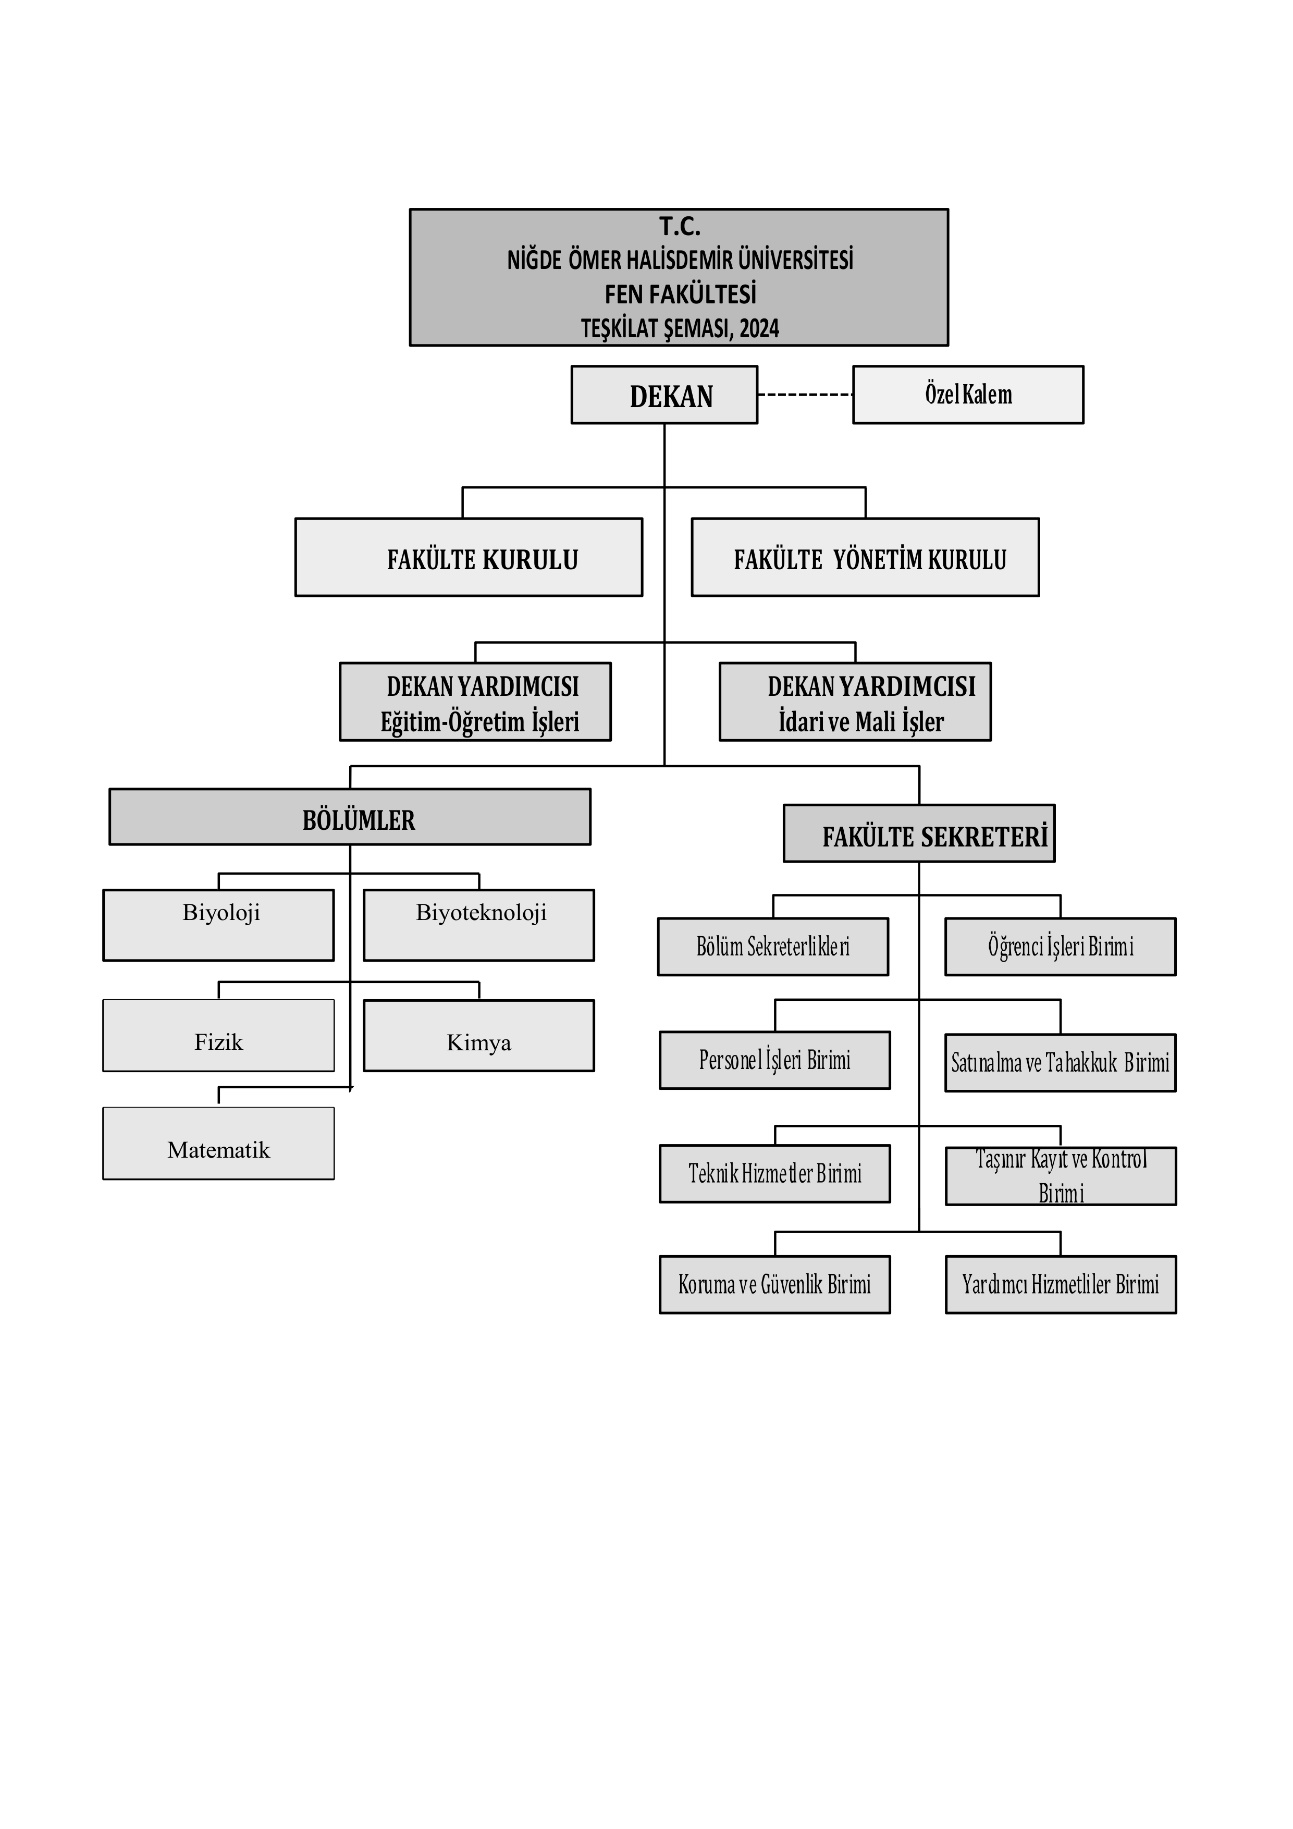 T.C.
NİĞDE ÖMER HALİSDEMİR ÜNİVERSİTESİ
FEN FAKÜLTESİ
TEŞKİLAT ŞEMASI, 2024
DEKAN
Özel Kalem
FAKÜLTE KURULU
FAKÜLTE YÖNETİM KURULU
DEKAN YARDIMCISI
Eğitim-Öğretim İşleri
DEKAN YARDIMCISI
İdari ve Mali İşler
BÖLÜMLER
FAKÜLTE SEKRETERİ
Biyoloji
Biyoteknoloji
Fizik
Kimya
Matematik
Bölüm Sekreterlikleri
Öğrenci İşleri Birimi
Personel İşleri Birimi
Satınalma ve Tahakkuk Birimi
Teknik Hizmetler Birimi
Taşınır Kayıt ve Kontrol
Birimi
Koruma ve Güvenlik Birimi
Yardımcı Hizmetliler Birimi